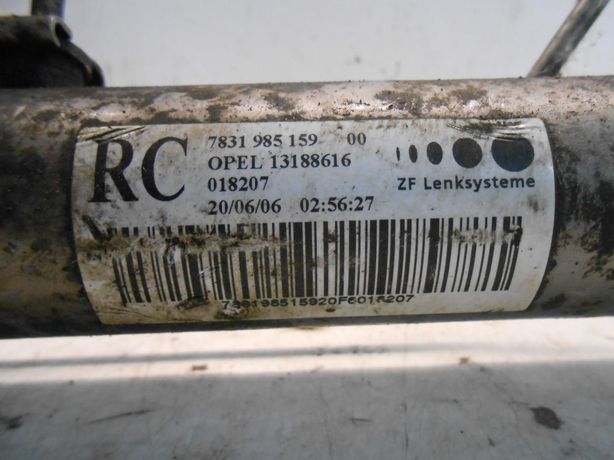 RC
7831 985 159 00
OPEL 13188616
018207
20/06/06 02:56:27
ZF Lenksysteme